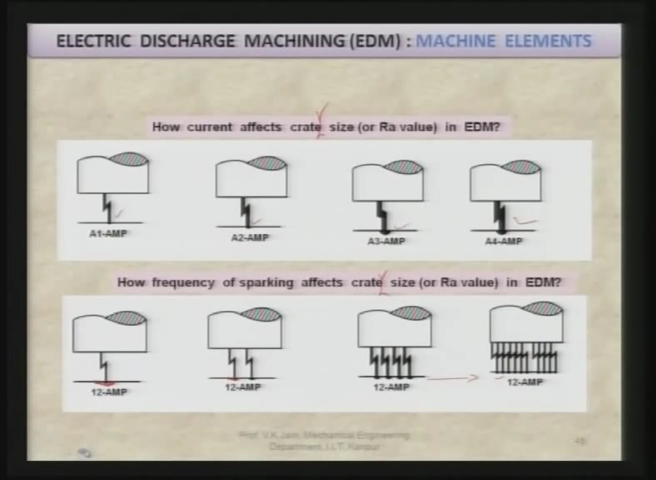 ELECTRIC DISCHARGE MACHINING (EDM) : MACHINE ELEMENTS
How current affects crate size (or Ra value) in EDM?
A1-AMP A2-AMP A3-AMP A4-AMP
How frequency of sparking affects crate size (or Ra value) in EDM?
12-AMP 12-AMP 12-AMP 12-AMP
Prof. V.K.Jain, Mechanical Engineering
Department, I.I.T. Kanpur